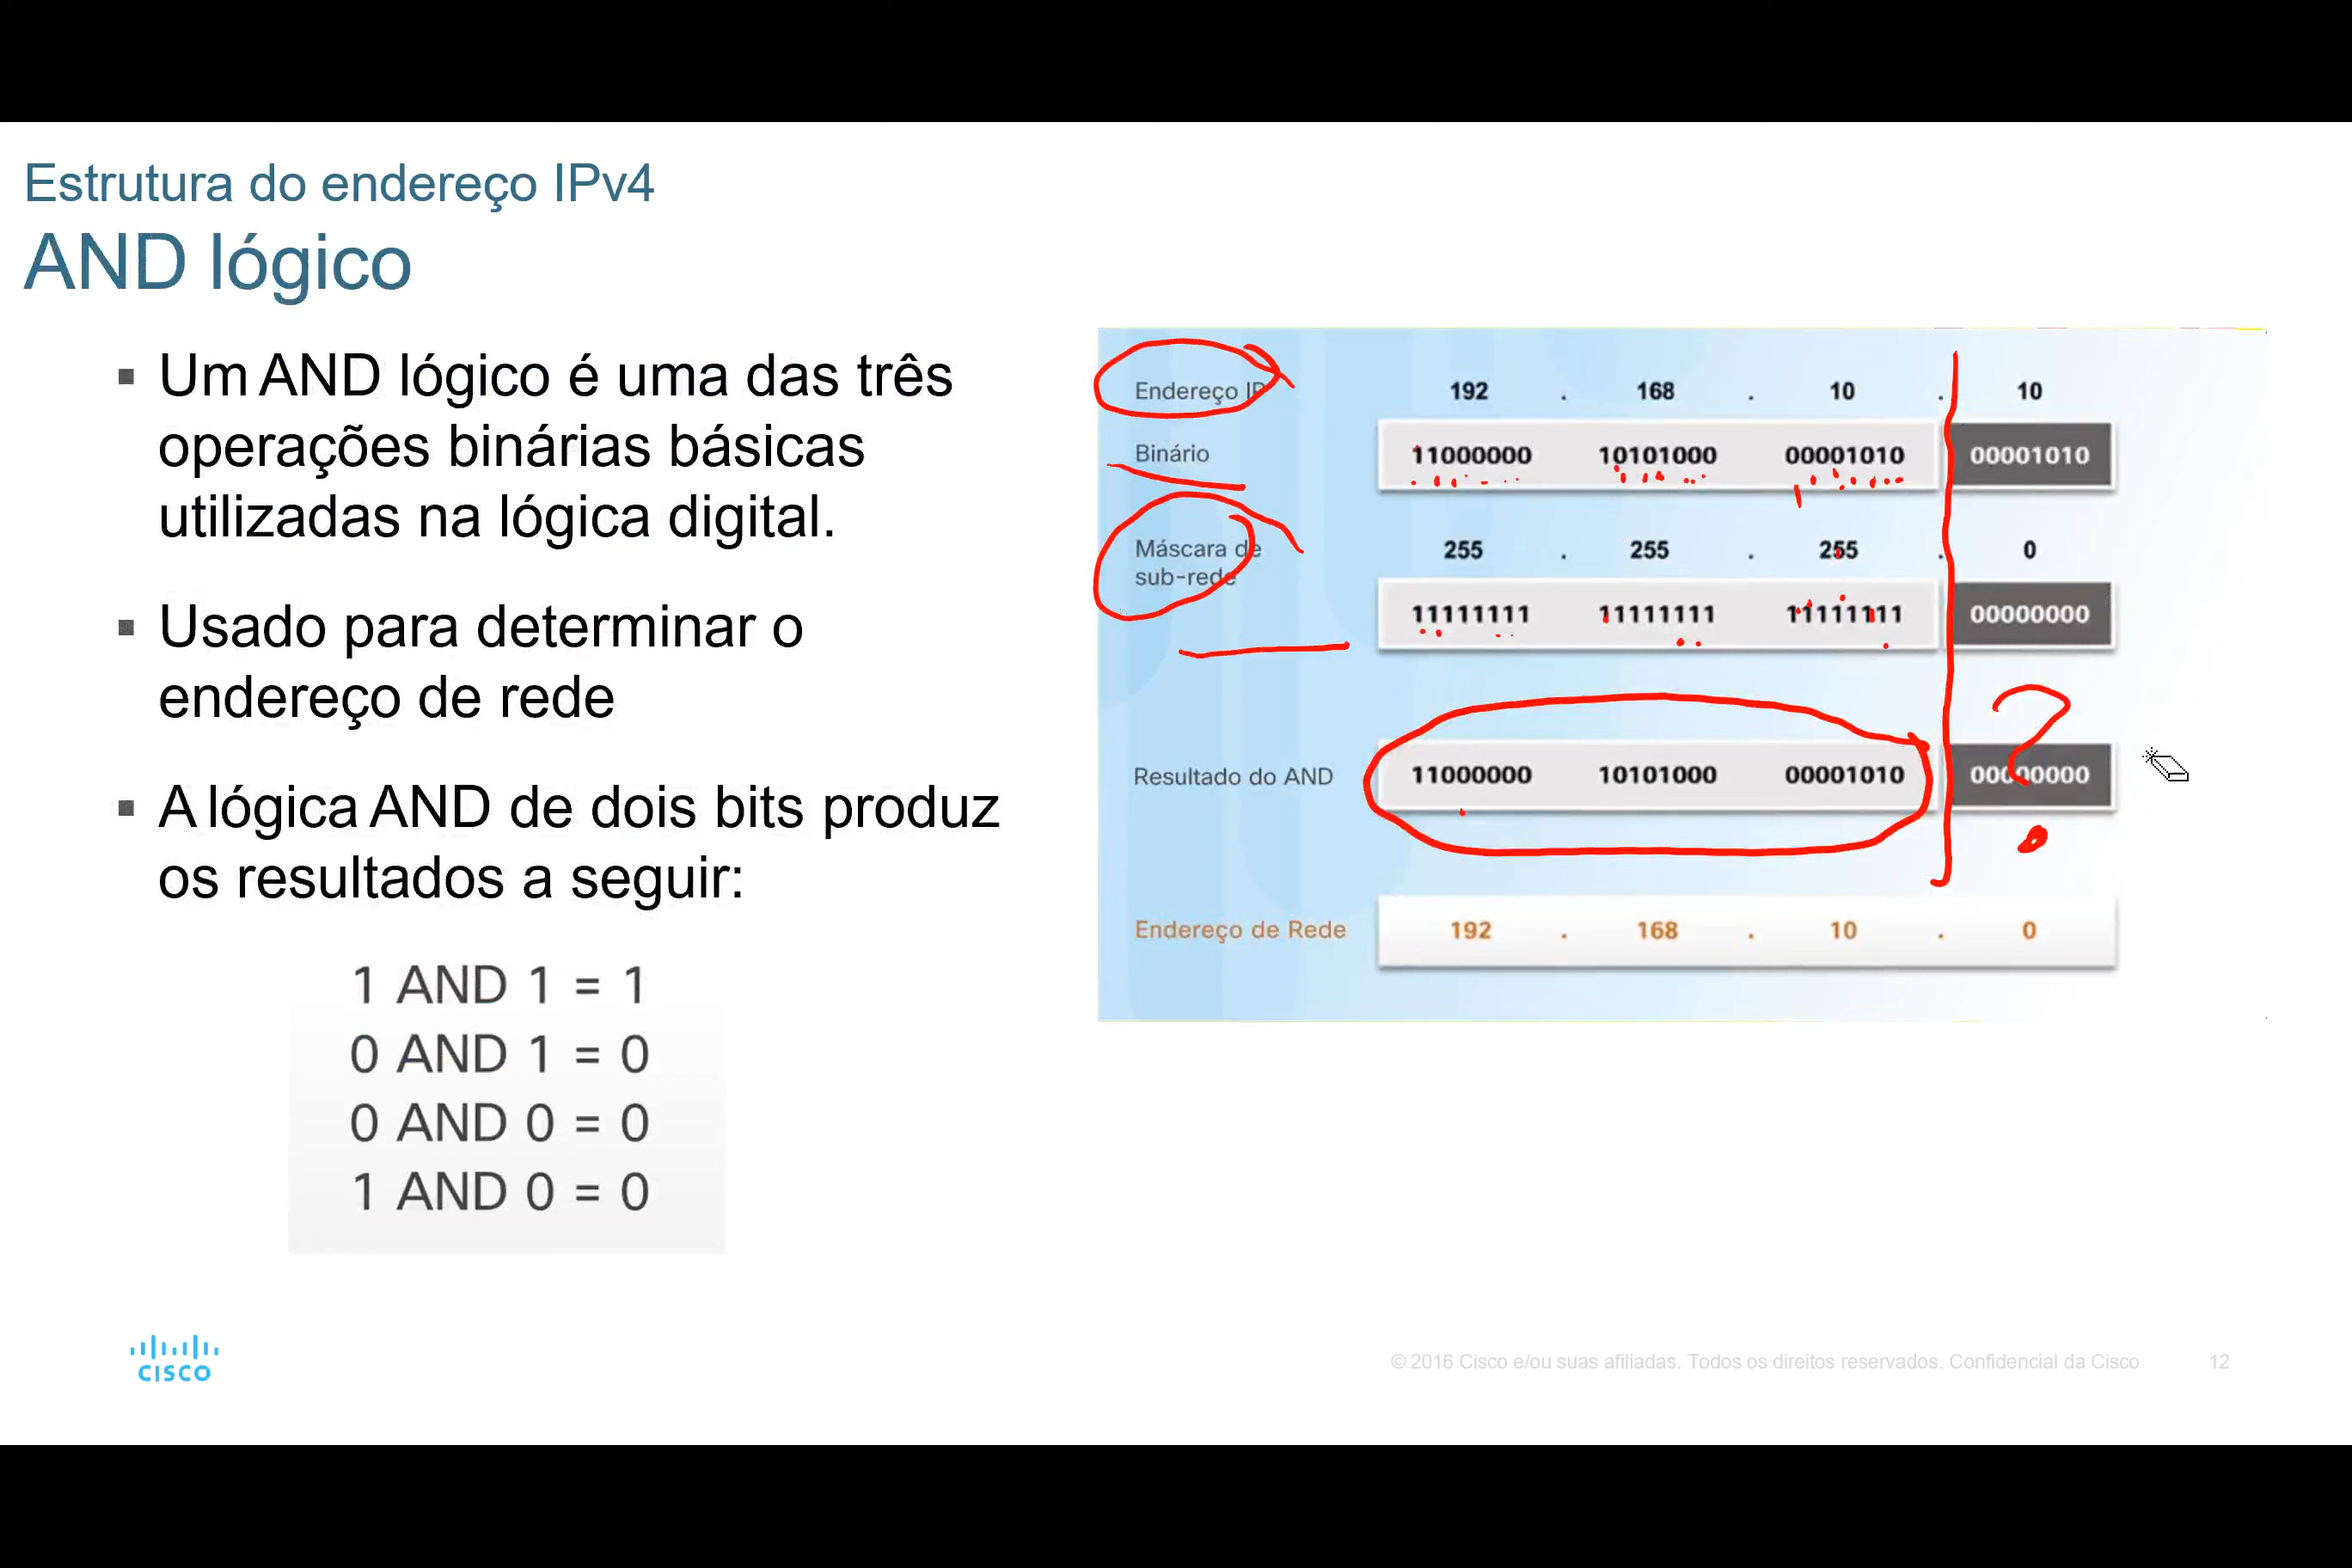 Estrutura do endereço IPv4
AND lógico
▪ Um AND lógico é uma das três
operações binárias básicas
utilizadas na lógica digital.
▪ Usado para determinar o
endereço de rede
▪ A lógica AND de dois bits produz
os resultados a seguir:
1 AND 1 = 1
0 AND 1 = 0
0 AND 0 = 0
1 AND 0 = 0
Endereço IP 192 . 168 . 10 . 10
Binário 11000000 10101000 00001010 00001010
Máscara de
sub-rede
255 . 255 . 255 . 0
11111111 11111111 11111111 00000000
?
Resultado do AND 11000000 10101000 00001010 00000000
Endereço de Rede 192 . 168 . 10 . 0
CISCO
© 2016 Cisco e/ou suas afiliadas. Todos os direitos reservados. Confidencial da Cisco 12